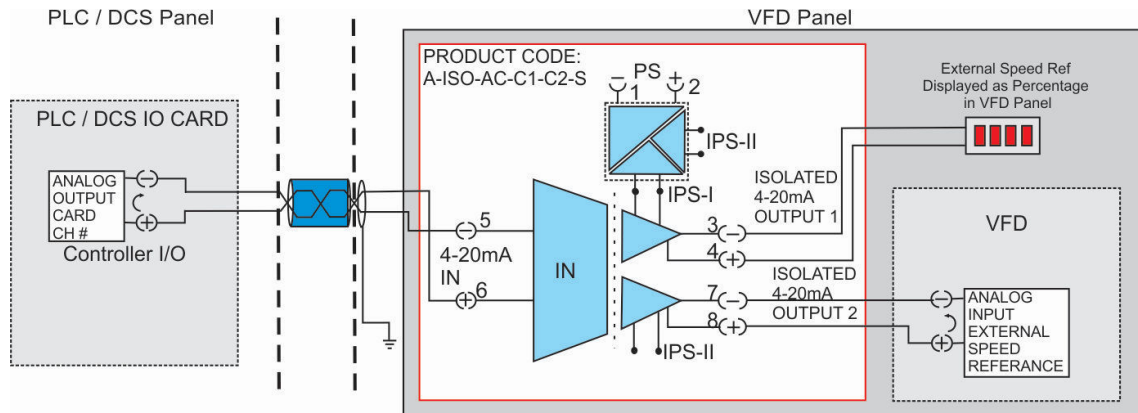 PLC / DCS Panel
VFD Panel
PRODUCT CODE:
A-ISO-AC-C1-C2-S
PS
1
2
IPS-II
IPS-I
External Speed Ref
Displayed as Percentage
in VFD Panel
PLC / DCS IO CARD
ANALOG
OUTPUT
CARD
CH #
Controller I/O
5
4-20mA
IN
6
IN
3
4
ISOLATED
4-20mA
OUTPUT 1
7
8
ISOLATED
4-20mA
OUTPUT 2
IPS-II
VFD
ANALOG
INPUT
EXTERNAL
SPEED
REFERANCE